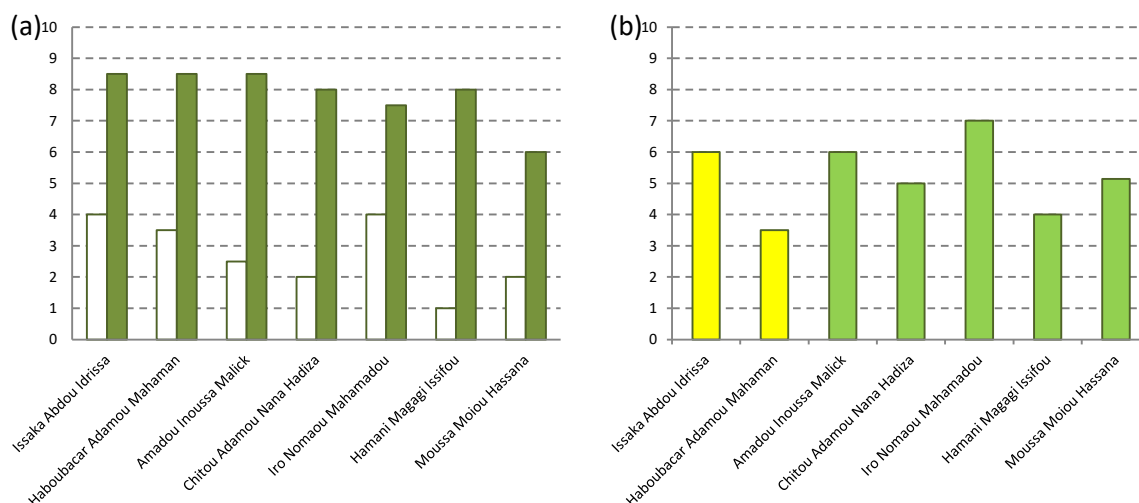 (a)
10
9
8
7
6
5
4
3
2
1
0
Issaka Abdou Idrissa
Haboubacar Adamou Mahaman
Amadou Inoussa Malick
Chitou Adamou Nana Hadiza
Iro Nomaou Mahamadou
Hamani Magagi Issifou
Moussa Moiou Hassana
(b)
10
9
8
7
6
5
4
3
2
1
0
Issaka Abdou Idrissa
Haboubacar Adamou Mahaman
Amadou Inoussa Malick
Chitou Adamou Nana Hadiza
Iro Nomaou Mahamadou
Hamani Magagi Issifou
Moussa Moiou Hassana